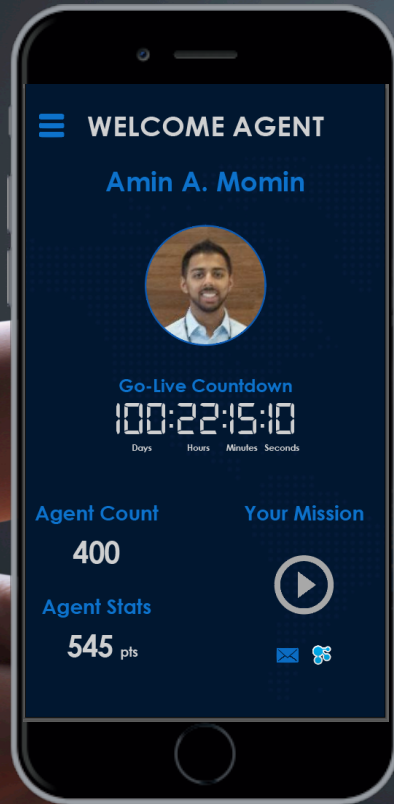 WELCOME AGENT
Amin A. Momin
Go-Live Countdown
100:22:15:10
Days Hours Minutes Seconds
Agent Count
400
Your Mission
Agent Stats
545 pts